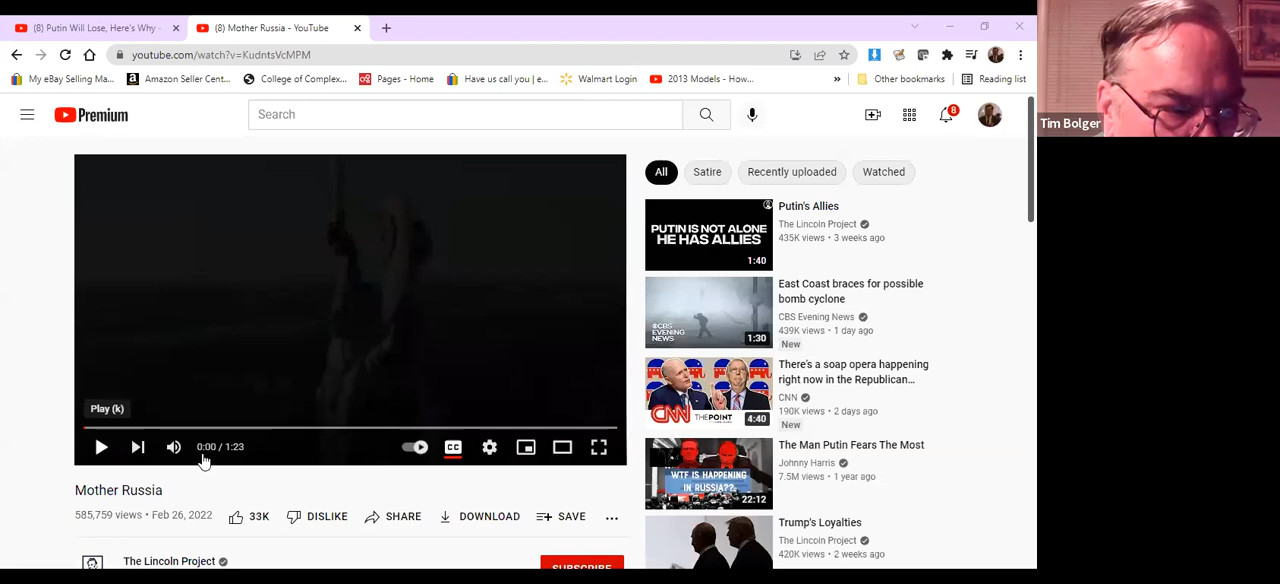 (8) Putin Will Lose, Here's Why -
(8) Mother Russia - YouTube
youtube.com/watch?v=KudntsVcMPM
My eBay Selling Ma...
Amazon Seller Cent...
College of Complex...
Pages - Home
Have us call you | e...
Walmart Login
2013 Models - How...
»
Other bookmarks
Reading list
Premium
Search
8
Tim Bolger
All
Satire
Recently uploaded
Watched
Play (k)
0:00 / 1:23
CC
Mother Russia
585,759 views • Feb 26, 2022
33K
DISLIKE
SHARE
DOWNLOAD
SAVE
...
The Lincoln Project
SUBSCRIBE
PUTIN IS NOT ALONE
HE HAS ALLIES
1:40
Putin's Allies
The Lincoln Project
435K views • 3 weeks ago
CBS
EVENING
NEWS
1:30
East Coast braces for possible
bomb cyclone
CBS Evening News
439K views • 1 day ago
New
CNN
THE POINT
4:40
There's a soap opera happening
right now in the Republican...
CNN
190K views • 2 days ago
New
WTF IS HAPPENING
IN RUSSIA??
22:12
The Man Putin Fears The Most
Johnny Harris
7.5M views • 1 year ago
Trump's Loyalties
The Lincoln Project
420K views • 2 weeks ago